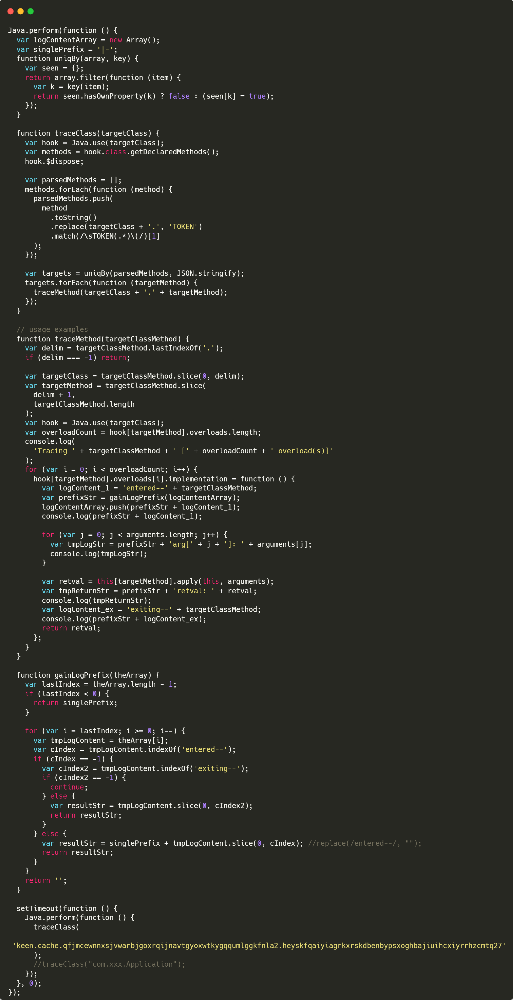 Java.perform(function () {
  var logContentArray = new Array();
  var singlePrefix = '|-';
  function uniqBy(array, key) {
    var seen = {};
    return array.filter(function (item) {
      var k = key(item);
      return seen.hasOwnProperty(k) ? false : (seen[k] = true);
    });
  }

  function traceClass(targetClass) {
    var hook = Java.use(targetClass);
    var methods = hook.class.getDeclaredMethods();
    hook.$dispose;

    var parsedMethods = [];
    methods.forEach(function (method) {
      parsedMethods.push(
        method
          .toString()
          .replace(targetClass + '.', 'TOKEN')
          .match(/\sTOKEN(.*)\(/)[1]
      );
    });

    var targets = uniqBy(parsedMethods, JSON.stringify);
    targets.forEach(function (targetMethod) {
      traceMethod(targetClass + '.' + targetMethod);
    });
  }

  // usage examples
  function traceMethod(targetClassMethod) {
    var delim = targetClassMethod.lastIndexOf('.');
    if (delim === -1) return;

    var targetClass = targetClassMethod.slice(0, delim);
    var targetMethod = targetClassMethod.slice(
      delim + 1,
      targetClassMethod.length
    );
    var hook = Java.use(targetClass);
    var overloadCount = hook[targetMethod].overloads.length;
    console.log(
      'Tracing ' + targetClassMethod + ' [' + overloadCount + ' overload(s)]'
    );
    for (var i = 0; i < overloadCount; i++) {
      hook[targetMethod].overloads[i].implementation = function () {
        var logContent_1 = 'entered--' + targetClassMethod;
        var prefixStr = gainLogPrefix(logContentArray);
        logContentArray.push(prefixStr + logContent_1);
        console.log(prefixStr + logContent_1);

        for (var j = 0; j < arguments.length; j++) {
          var tmpLogStr = prefixStr + 'arg[' + j + ']: ' + arguments[j];
          console.log(tmpLogStr);
        }

        var retval = this[targetMethod].apply(this, arguments);
        var tmpReturnStr = prefixStr + 'retval: ' + retval;
        console.log(tmpReturnStr);
        var logContent_ex = 'exiting--' + targetClassMethod;
        console.log(prefixStr + logContent_ex);
        return retval;
      };
    }
  }

  function gainLogPrefix(theArray) {
    var lastIndex = theArray.length - 1;
    if (lastIndex < 0) {
      return singlePrefix;
    }

    for (var i = lastIndex; i >= 0; i--) {
      var tmpLogContent = theArray[i];
      var cIndex = tmpLogContent.indexOf('entered--');
      if (cIndex == -1) {
        var cIndex2 = tmpLogContent.indexOf('exiting--');
        if (cIndex2 == -1) {
          continue;
        } else {
          var resultStr = tmpLogContent.slice(0, cIndex2);
          return resultStr;
        }
      } else {
        var resultStr = singlePrefix + tmpLogContent.slice(0, cIndex); //replace(/entered--/, "");
        return resultStr;
      }
    }
    return '';
  }

  setTimeout(function () {
    Java.perform(function () {
      traceClass(

 'keen.cache.qfjmcewnnxsjvwarbjgoxrqijnavtgyoxwtkygqqumlggkfnla2.heyskfqaiyiagrkxrskdbenbypsxoghbajiuihcxiyrrhzcmtq27'
      );
      //traceClass("com.xxx.Application");
    });
  }, 0);
});